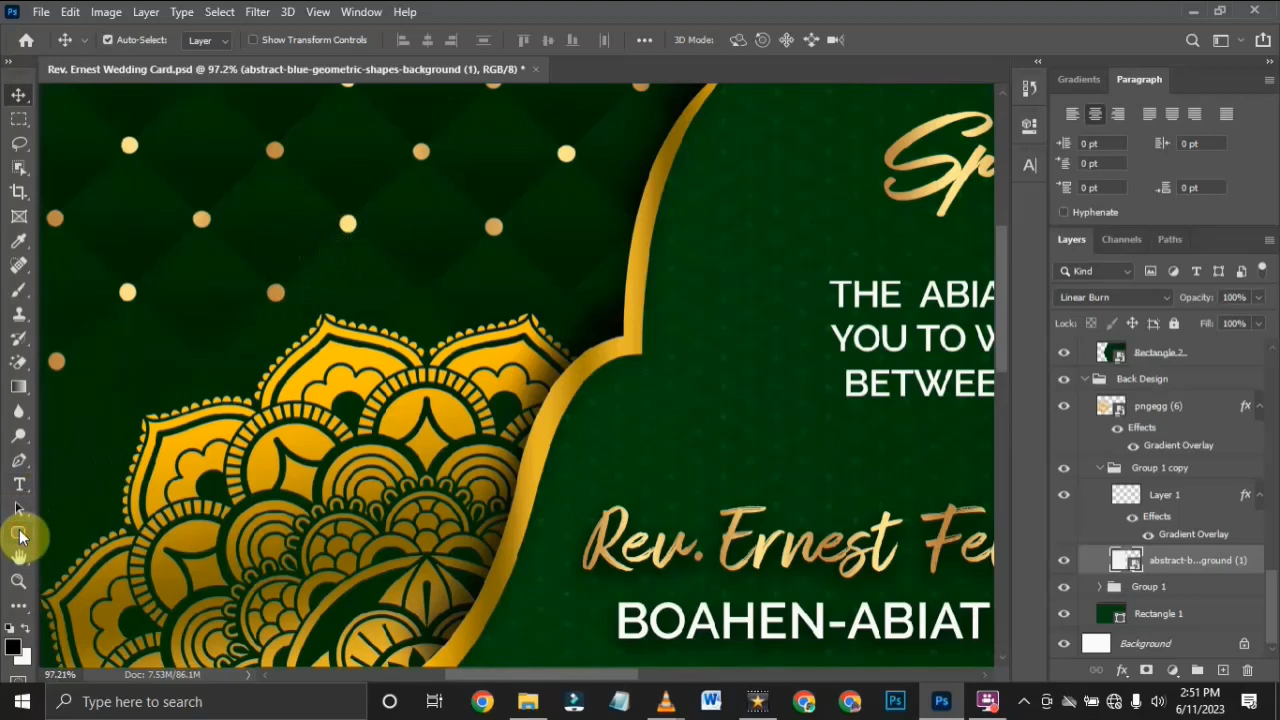 Ps File Edit Image Layer Type Select Filter 3D View Window Help
Auto-Select: Layer Show Transform Controls 3D Mode:
Rev. Ernest Wedding Card.psd @ 97.2% (abstract-blue-geometric-shapes-background (1), RGB/8) *
Gradients Paragraph
0 pt 0 pt
0 pt
0 pt 0 pt
Hyphenate
Layers Channels Paths
Kind
Linear Burn Opacity: 100%
Lock: Fill: 100%
Rectangle 2
Back Design
pngegg (6) fx
Effects
Gradient Overlay
Group 1 copy
Layer 1 fx
Effects
Gradient Overlay
abstract-b...ground (1)
Group 1
Rectangle 1
Background
Sp
THE ABIA
YOU TO W
BETWEE
Rev. Ernest Fe
BOAHEN-ABIAT
97.21% Doc: 7.53M/86.1M
Type here to search
2:51 PM
6/11/2023